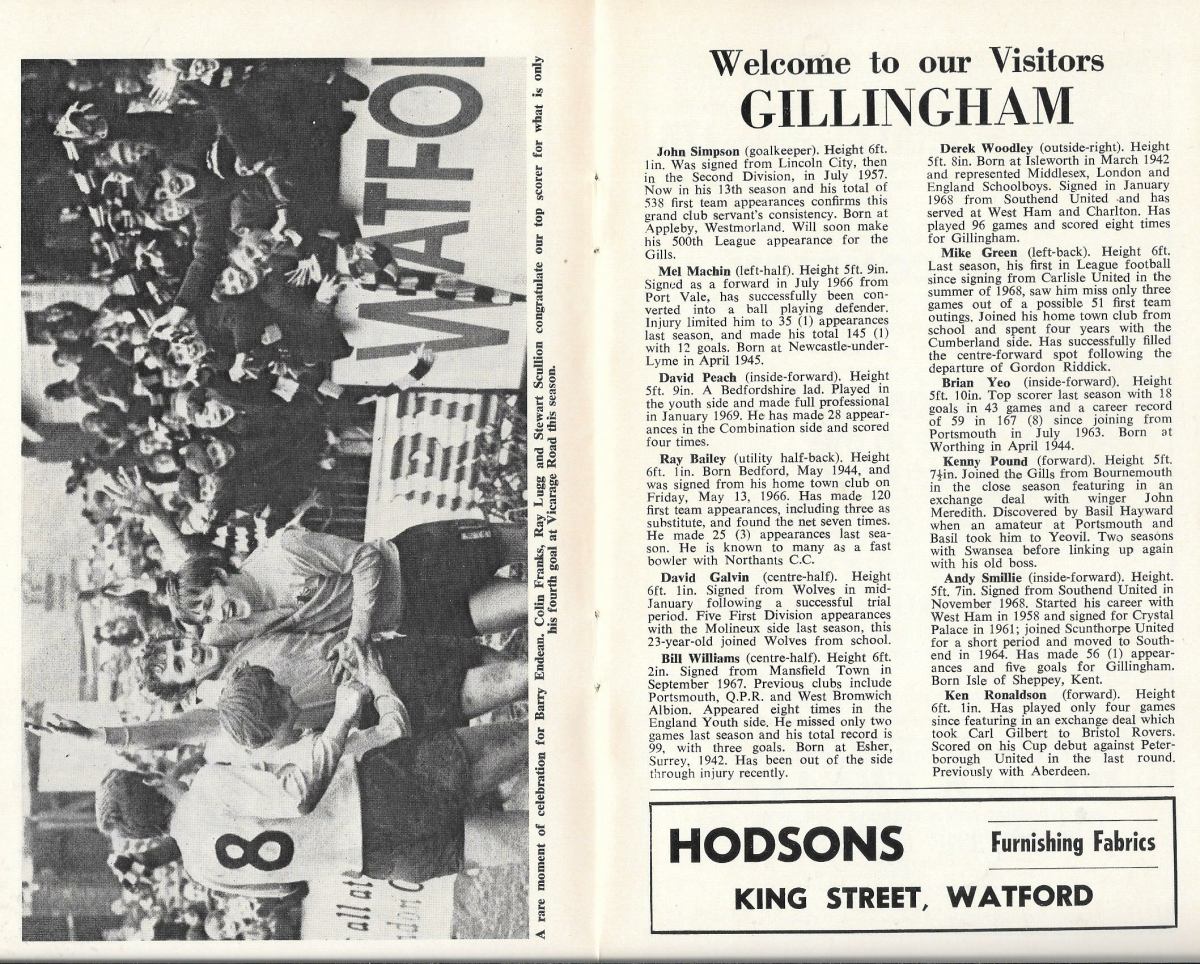 WATFO
8
all at
don C
A rare moment of celebration for Barry Endean. Colin Franks, Ray Lugg and Stewart Scullion congratulate our top scorer for what is only
his fourth goal at Vicarage Road this season.
Welcome to our Visitors
GILLINGHAM
John Simpson (goalkeeper). Height 6ft.
1in. Was signed from Lincoln City, then
in the Second Division, in July 1957.
Now in his 13th season and his total of
538 first team appearances confirms this
grand club servant's consistency. Born at
Appleby, Westmorland. Will soon make
his 500th League appearance for the
Gills.
Mel Machin (left-half). Height 5ft. 9in.
Signed as a forward in July 1966 from
Port Vale, has successfully been con-
verted into a ball playing defender.
Injury limited him to 35 (1) appearances
last season, and made his total 145 (1)
with 12 goals. Born at Newcastle-under-
Lyme in April 1945.
David Peach (inside-forward). Height
5ft. 9in. A Bedfordshire lad. Played in
the youth side and made full professional
in January 1969. He has made 28 appear-
ances in the Combination side and scored
four times.
Ray Bailey (utility half-back). Height
6ft. 1in. Born Bedford, May 1944, and
was signed from his home town club on
Friday, May 13, 1966. Has made 120
first team appearances, including three as
substitute, and found the net seven times.
He made 25 (3) appearances last sea-
son. He is known to many as a fast
bowler with Northants C.C.
David Galvin (centre-half). Height
6ft. 1in. Signed from Wolves in mid-
January following a successful trial
period. Five First Division appearances
with the Molineux side last season, this
23-year-old joined Wolves from school.
Bill Williams (centre-half). Height 6ft.
2in. Signed from Mansfield Town in
September 1967. Previous clubs include
Portsmouth, Q.P.R. and West Bromwich
Albion. Appeared eight times in the
England Youth side. He missed only two
games last season and his total record is
99, with three goals. Born at Esher,
Surrey, 1942. Has been out of the side
through injury recently.
Derek Woodley (outside-right). Height
5ft. 8in. Born at Isleworth in March 1942
and represented Middlesex, London and
England Schoolboys. Signed in January
1968 from Southend United and has
served at West Ham and Charlton. Has
played 96 games and scored eight times
for Gillingham.
Mike Green (left-back). Height 6ft.
Last season, his first in League football
since signing from Carlisle United in the
summer of 1968, saw him miss only three
games out of a possible 51 first team
outings. Joined his home town club from
school and spent four years with the
Cumberland side. Has successfully filled
the centre-forward spot following the
departure of Gordon Riddick.
Brian Yeo (inside-forward). Height
5ft. 10in. Top scorer last season with 18
goals in 43 games and a career record
of 59 in 167 (8) since joining from
Portsmouth in July 1963. Born at
Worthing in April 1944.
Kenny Pound (forward). Height 5ft.
7½in. Joined the Gills from Bournemouth
in the close season featuring in an
exchange deal with winger John
Meredith. Discovered by Basil Hayward
when an amateur at Portsmouth and
Basil took him to Yeovil. Two seasons
with Swansea before linking up again
with his old boss.
Andy Smillie (inside-forward). Height.
5ft. 7in. Signed from Southend United in
November 1968. Started his career with
West Ham in 1958 and signed for Crystal
Palace in 1961; joined Scunthorpe United
for a short period and moved to South-
end in 1964. Has made 56 (1) appear-
ances and five goals for Gillingham.
Born Isle of Sheppey, Kent.
Ken Ronaldson (forward). Height
6ft. 1in. Has played only four games
since featuring in an exchange deal which
took Carl Gilbert to Bristol Rovers.
Scored on his Cup debut against Peter-
borough United in the last round.
Previously with Aberdeen.
HODSONS
Furnishing Fabrics
KING STREET, WATFORD